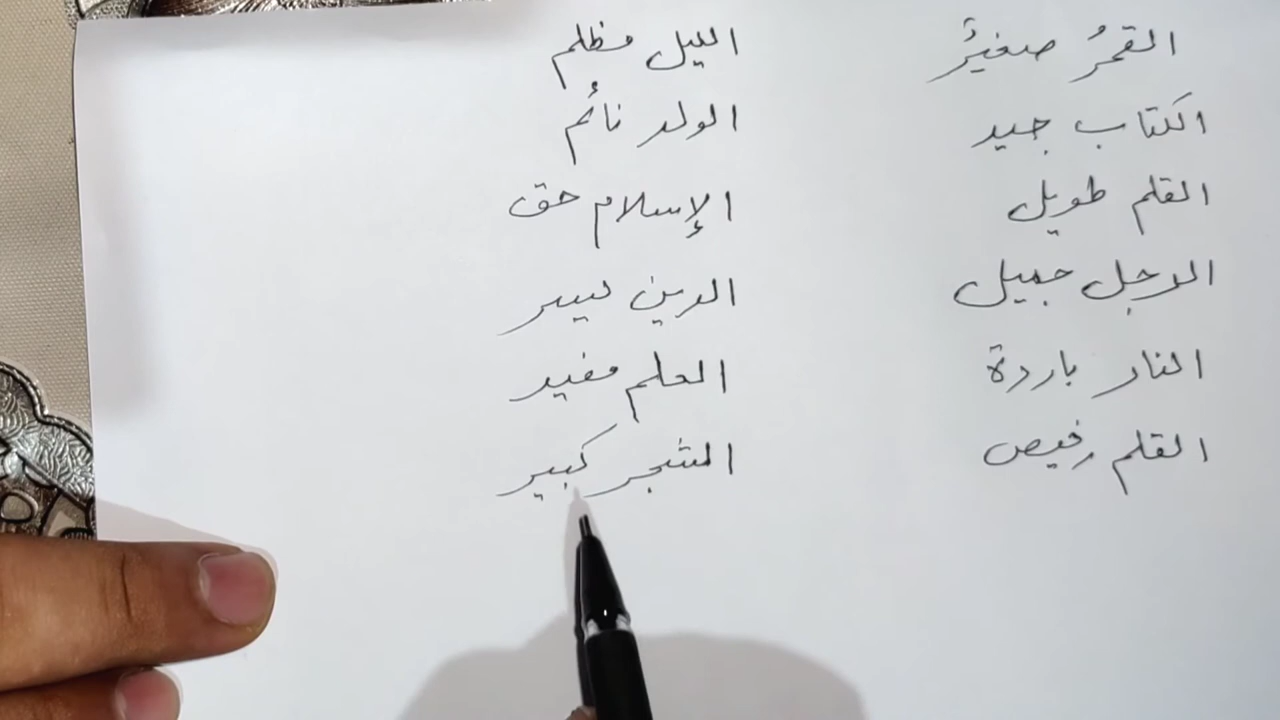 القمرُ صغيرٌ
الكتاب جيد
القلم طويل
الرجل جميل
النار باردة
القلم رخيص
الليل مظلم
الولد نائم
الإسلام حق
الدين يسر
العلم مفيد
الشجر كبير